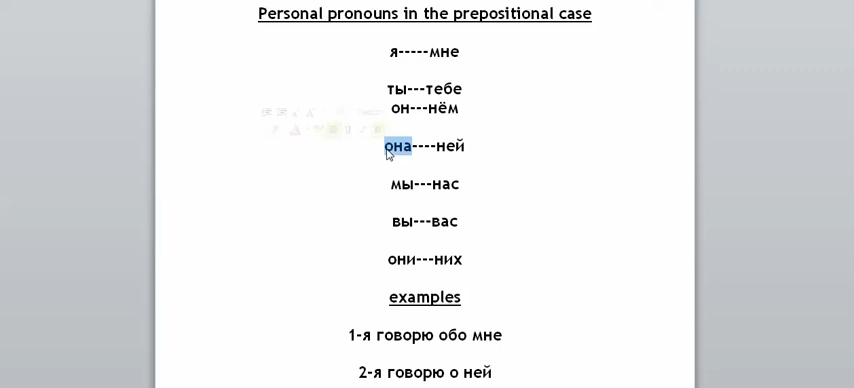 Personal pronouns in the prepositional case
я-----мне
ты---тебе
он---нём
она----ней
мы---нас
вы---вас
они---них
examples
1-я говорю обо мне
2-я говорю о ней